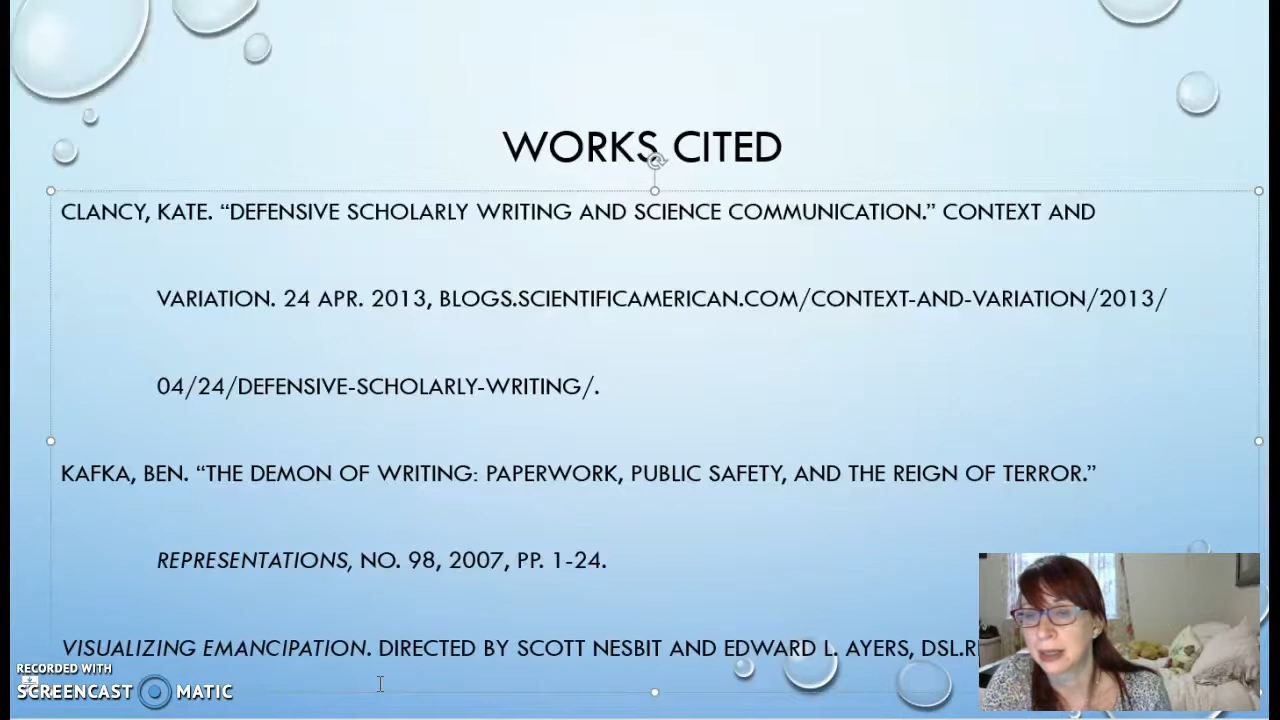 WORKS CITED
CLANCY, KATE. “DEFENSIVE SCHOLARLY WRITING AND SCIENCE COMMUNICATION.” CONTEXT AND
VARIATION. 24 APR. 2013, BLOGS.SCIENTIFICAMERICAN.COM/CONTEXT-AND-VARIATION/2013/
04/24/DEFENSIVE-SCHOLARLY-WRITING/.
KAFKA, BEN. “THE DEMON OF WRITING: PAPERWORK, PUBLIC SAFETY, AND THE REIGN OF TERROR.”
REPRESENTATIONS, NO. 98, 2007, PP. 1-24.
VISUALIZING EMANCIPATION. DIRECTED BY SCOTT NESBIT AND EDWARD L. AYERS, DSL.R
RECORDED WITH
SCREENCAST MATIC